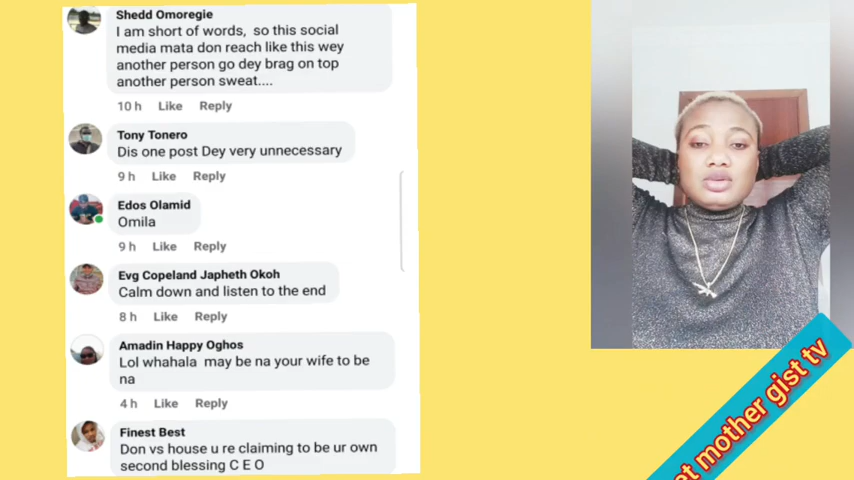 Shedd Omoregie
I am short of words, so this social
media mata don reach like this wey
another person go dey brag on top
another person sweat....
10 h Like Reply
Tony Tonero
Dis one post Dey very unnecessary
9 h Like Reply
Edos Olamid
Omila
9 h Like Reply
Evg Copeland Japheth Okoh
Calm down and listen to the end
8 h Like Reply
Amadin Happy Oghos
Lol whahala may be na your wife to be
na
4 h Like Reply
Finest Best
Don vs house u re claiming to be ur own
second blessing C E O
mother gist tv